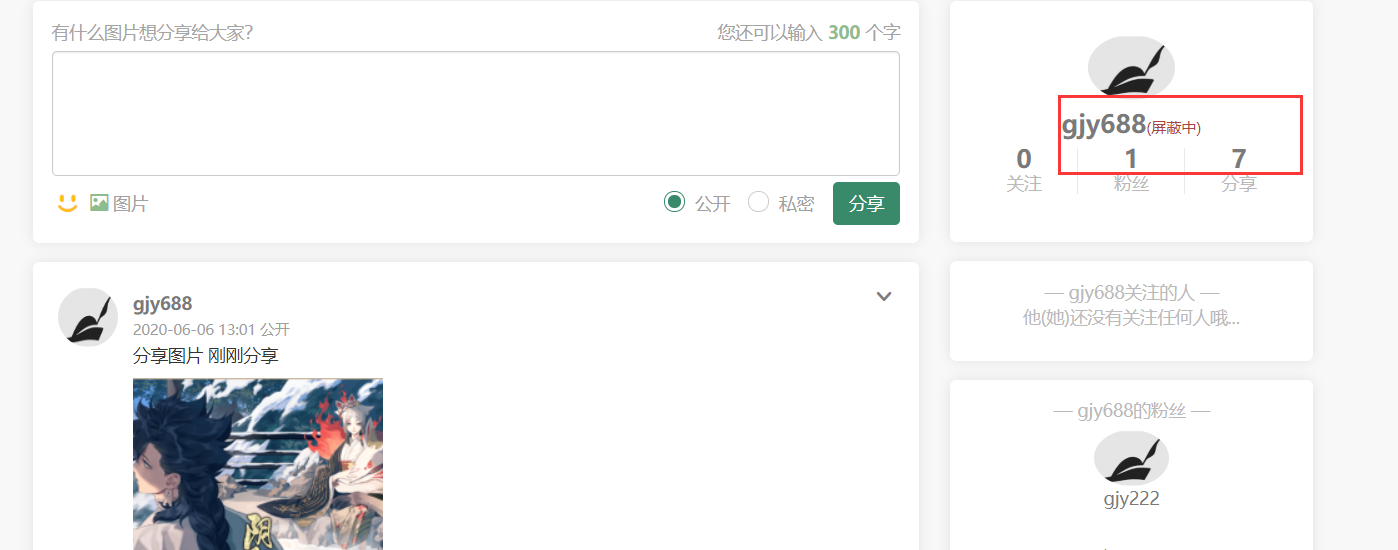 有什么图片想分享给大家?
您还可以输入 300 个字
图片
公开
私密
分享
gjy688
2020-06-06 13:01 公开
分享图片 刚刚分享
阴
gjy688(屏蔽中)
0
1
7
关注
粉丝
分享
— gjy688关注的人 —
他(她)还没有关注任何人哦...
— gjy688的粉丝 —
gjy222